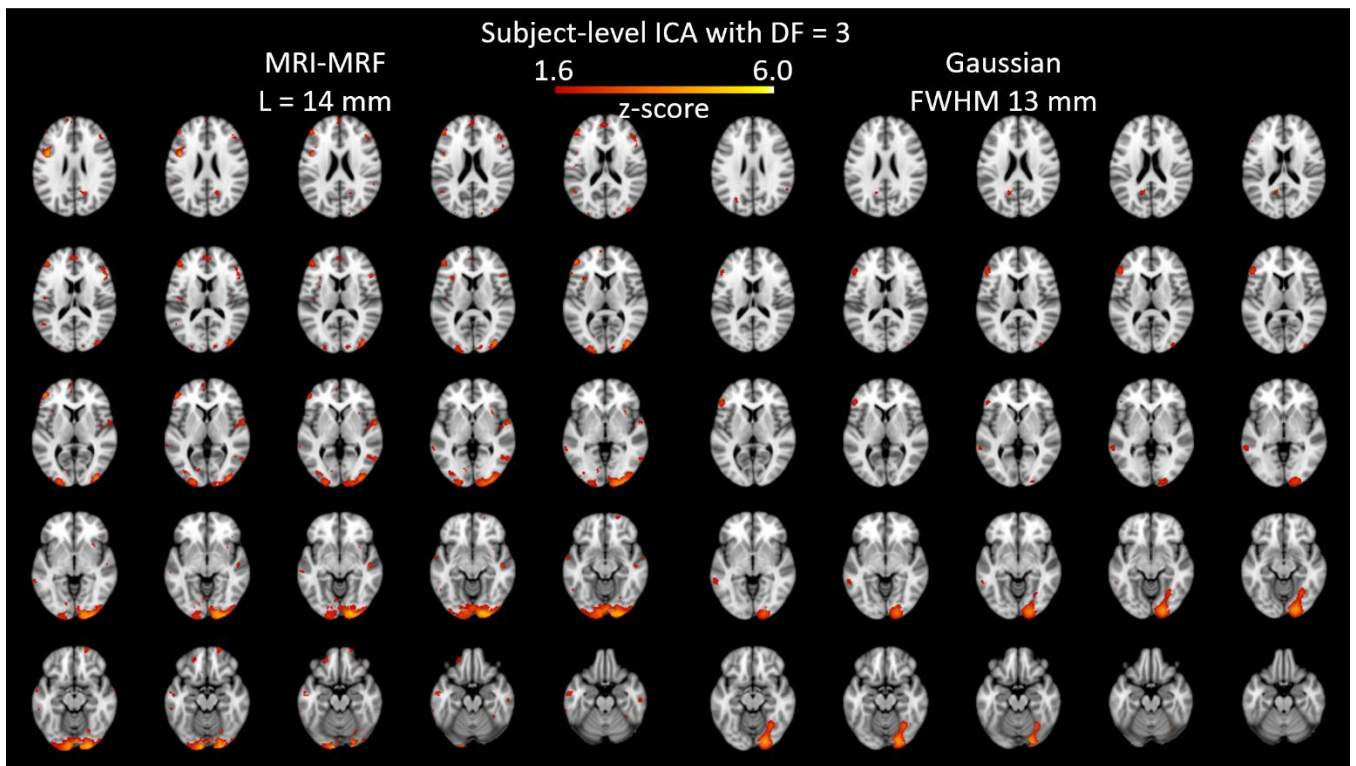 Subject-level ICA with DF = 3
MRI-MRF
L = 14 mm
1.6
6.0
z-score
Gaussian
FWHM 13 mm